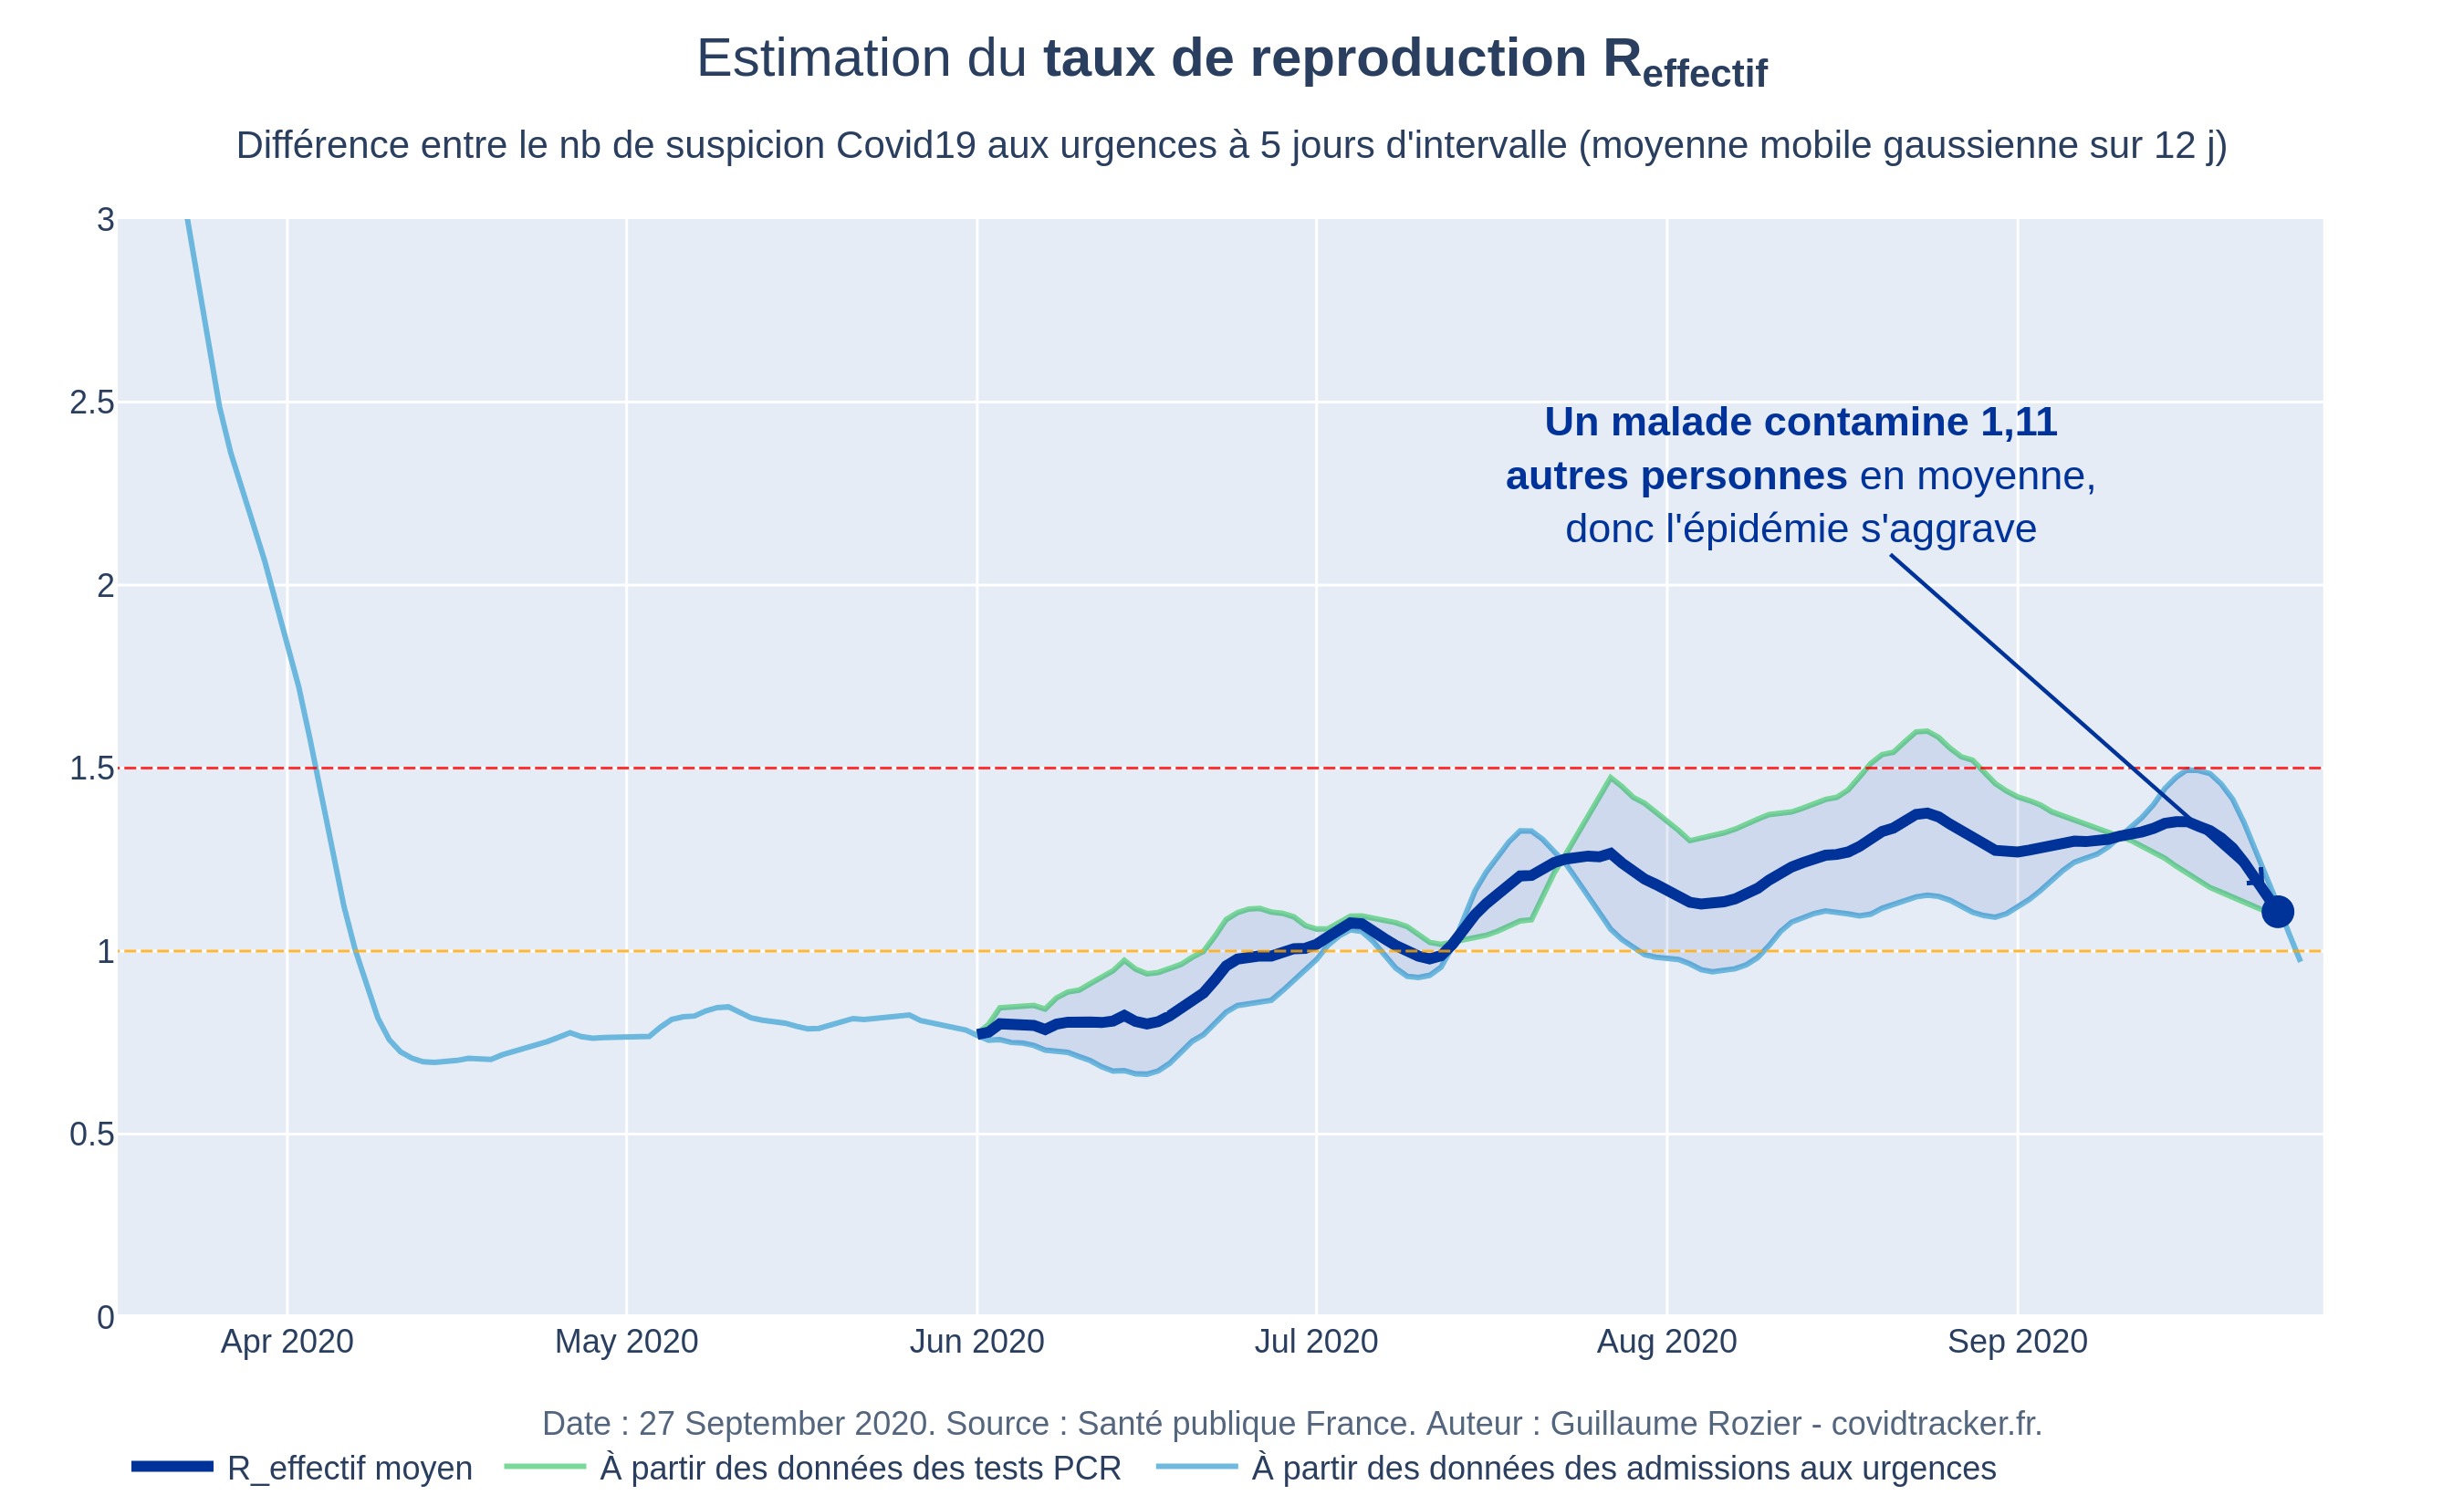 Estimation du taux de reproduction Reffectif
Différence entre le nb de suspicion Covid19 aux urgences à 5 jours d'intervalle (moyenne mobile gaussienne sur 12 j)
3
2.5
2
1.5
1
0.5
0
Un malade contamine 1,11
autres personnes en moyenne,
donc l'épidémie s'aggrave
Apr 2020 May 2020 Jun 2020 Jul 2020 Aug 2020 Sep 2020
Date : 27 September 2020. Source : Santé publique France. Auteur : Guillaume Rozier - covidtracker.fr.
R_effectif moyen À partir des données des tests PCR À partir des données des admissions aux urgences